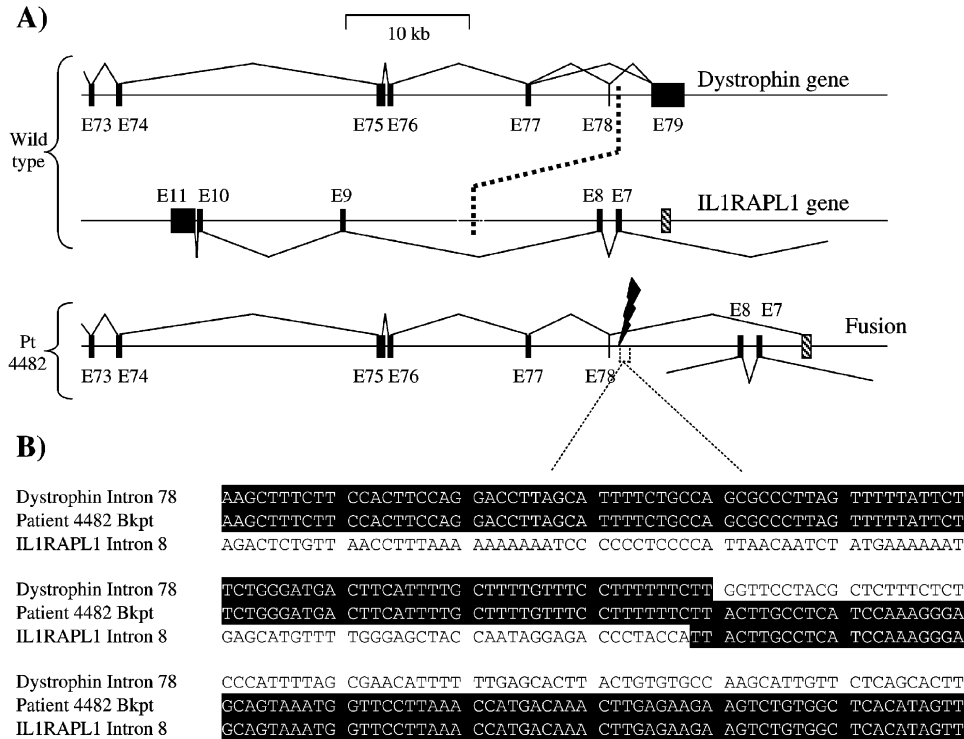 A)
10 kb
Dystrophin gene
E73 E74 E75 E76 E77 E78 E79
Wild type
E11 E10 E9 E8 E7
IL1RAPL1 gene
E8 E7
Fusion
Pt 4482
E73 E74 E75 E76 E77 E78
B)
Dystrophin Intron 78 AAGCTTTCTT CCACTTCCAG GACCTTAGCA TTTTCTGCCA GCGCCCTTAG TTTTTATTCT
Patient 4482 Bkpt AAGCTTTCTT CCACTTCCAG GACCTTAGCA TTTTCTGCCA GCGCCCTTAG TTTTTATTCT
IL1RAPL1 Intron 8 AGACTCTGTT AACCTTTAAA AAAAAAATCC CCCCTCCCCA TTAACAATCT ATGAAAAAAT
Dystrophin Intron 78 TCTGGGATGA CTTCATTTTG CTTTTGTTTC CTTTTTTCTT GGTTCCTACG CTCTTTCTCT
Patient 4482 Bkpt TCTGGGATGA CTTCATTTTG CTTTTGTTTC CTTTTTTCTT ACTTGCCTCA TCCAAAGGGA
IL1RAPL1 Intron 8 GAGCATGTTT TGGGAGCTAC CAATAGGAGA CCCTACCATT ACTTGCCTCA TCCAAAGGGA
Dystrophin Intron 78 CCCATTTTAG CGAACATTTT TTGAGCACTT ACTGTGTGCC AAGCATTGTT CTCAGCACTT
Patient 4482 Bkpt GCAGTAAATG GTTCCTTAAA CCATGACAAA CTTGAGAAGA AGTCTGTGGC TCACATAGTT
IL1RAPL1 Intron 8 GCAGTAAATG GTTCCTTAAA CCATGACAAA CTTGAGAAGA AGTCTGTGGC TCACATAGTT